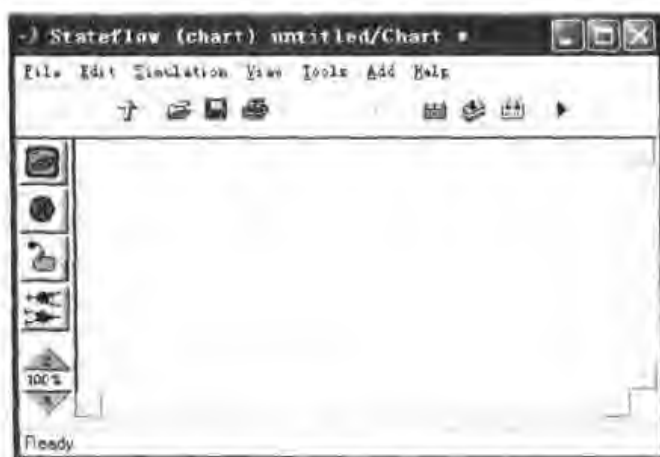 Stateflow (chart) untitled/Chart *
File Edit Simulation View Tools Add Help
100%
Ready